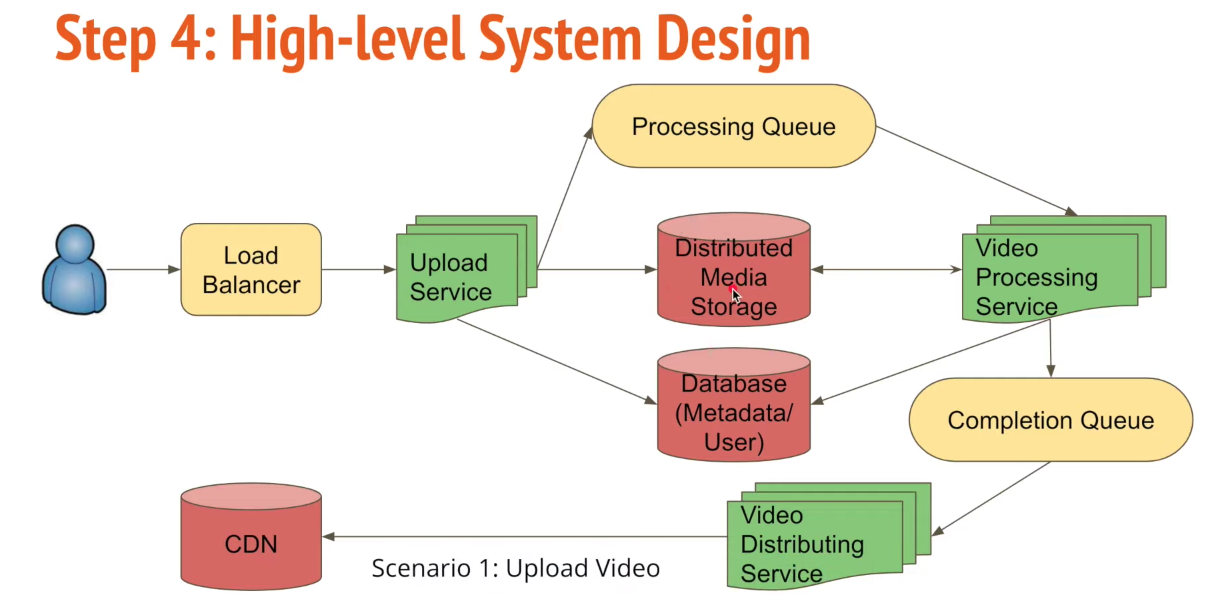 Step 4: High-level System Design
Processing Queue
Load
Balancer
Upload
Service
Distributed
Media
Storage
Video
Processing
Service
Database
(Metadata/
User)
Completion Queue
CDN
Scenario 1: Upload Video
Video
Distributing
Service